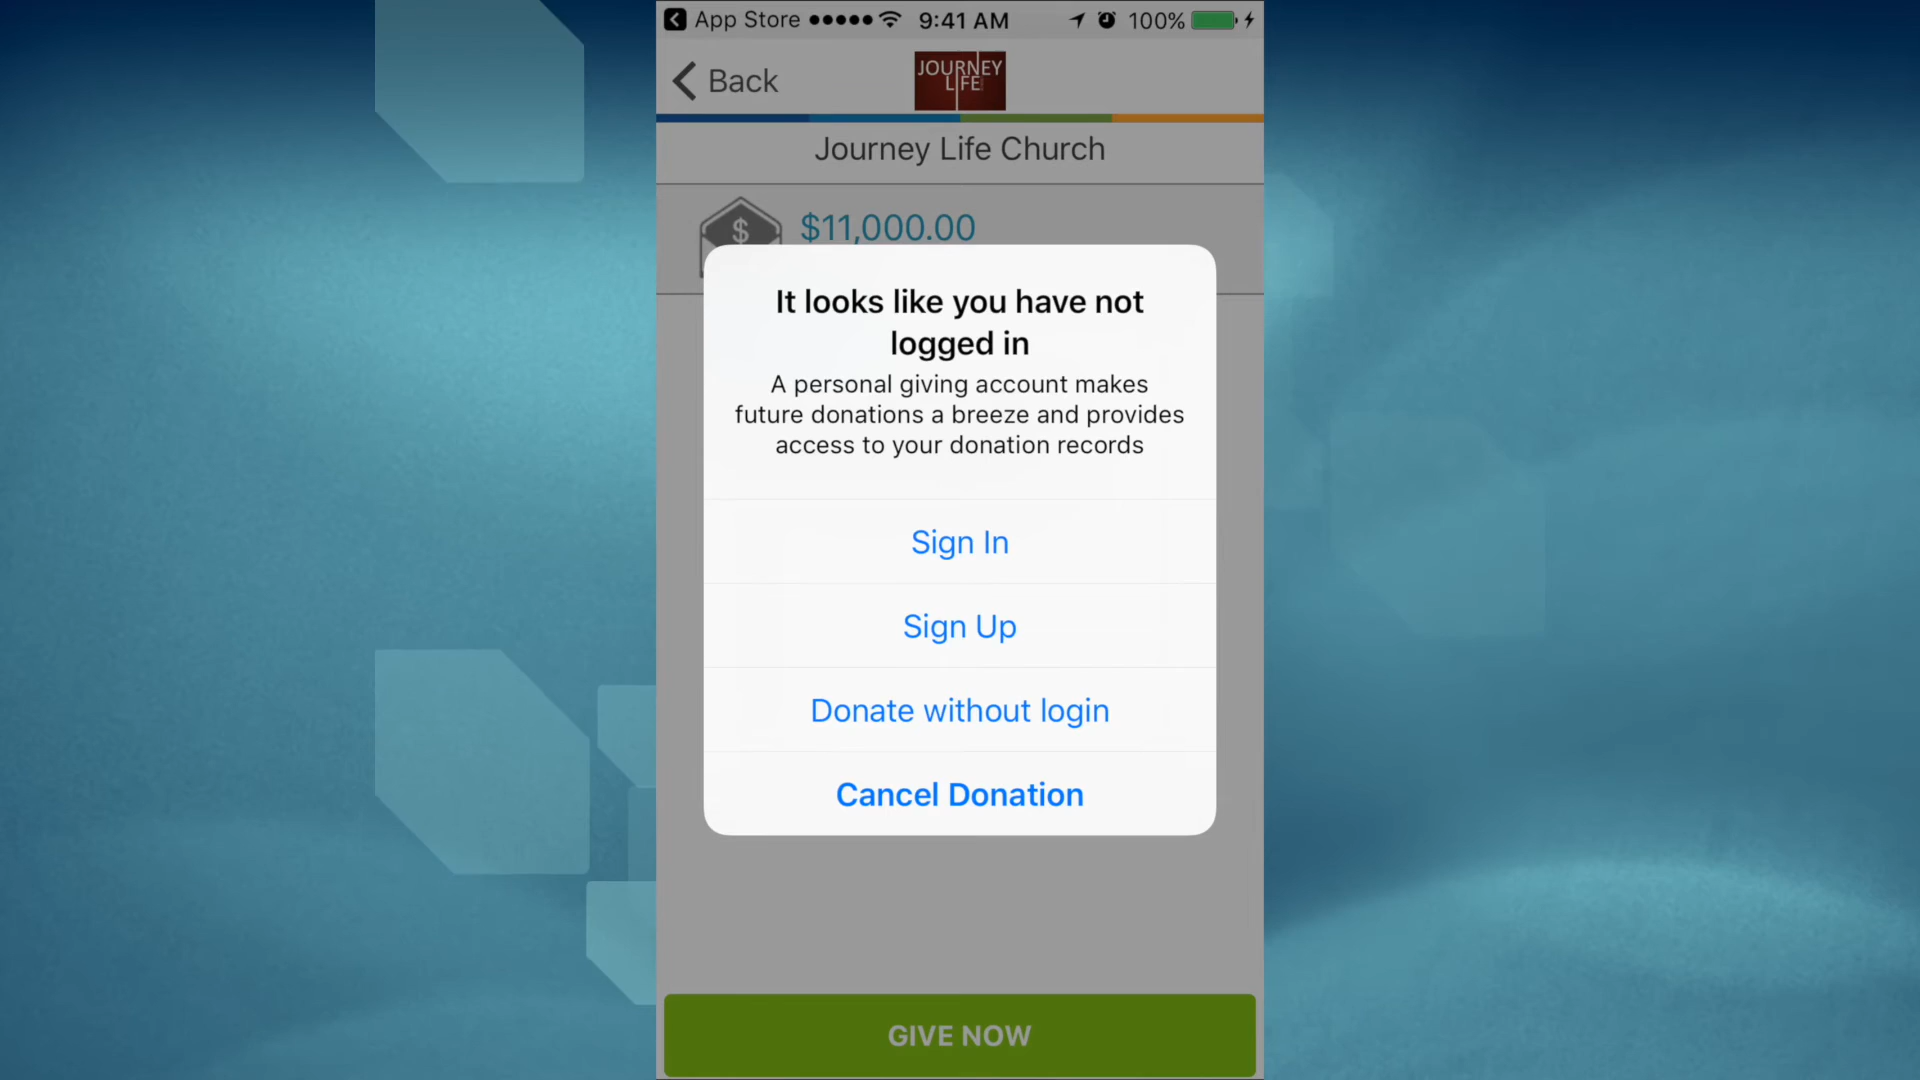 App Store 9:41 AM 100%
Back
JOURNEY
LIFE
Journey Life Church
$
$11,000.00
It looks like you have not
logged in
A personal giving account makes
future donations a breeze and provides
access to your donation records
Sign In
Sign Up
Donate without login
Cancel Donation
GIVE NOW